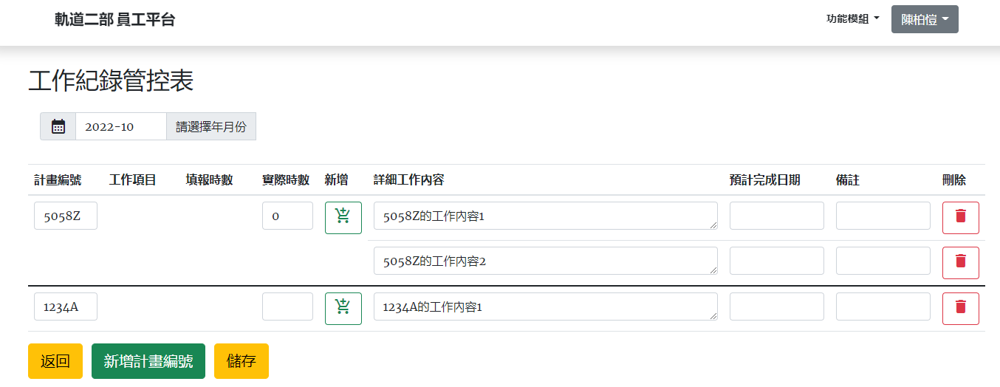 軌道二部 員工平台
功能模組
陳柏愷
工作紀錄管控表
2022-10 請選擇年月份
計畫編號 工作項目 填報時數 實際時數 新增 詳細工作內容 預計完成日期 備註 刪除
5058Z 0 5058Z的工作內容1
5058Z的工作內容2
1234A 1234A的工作內容1
返回 新增計畫編號 儲存